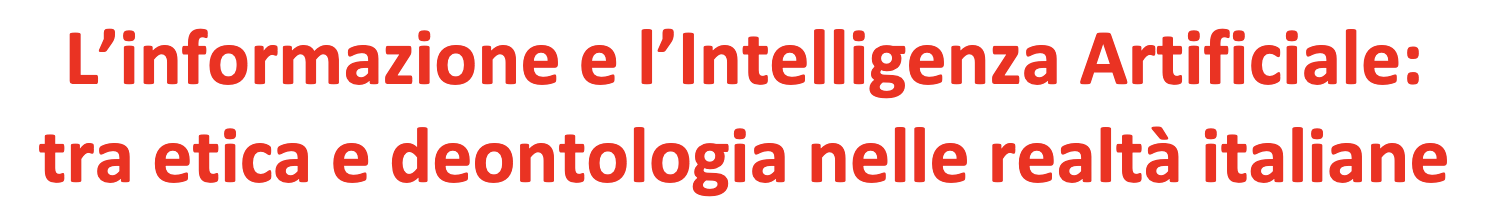 L’informazione e l’Intelligenza Artificiale:
tra etica e deontologia nelle realtà italiane